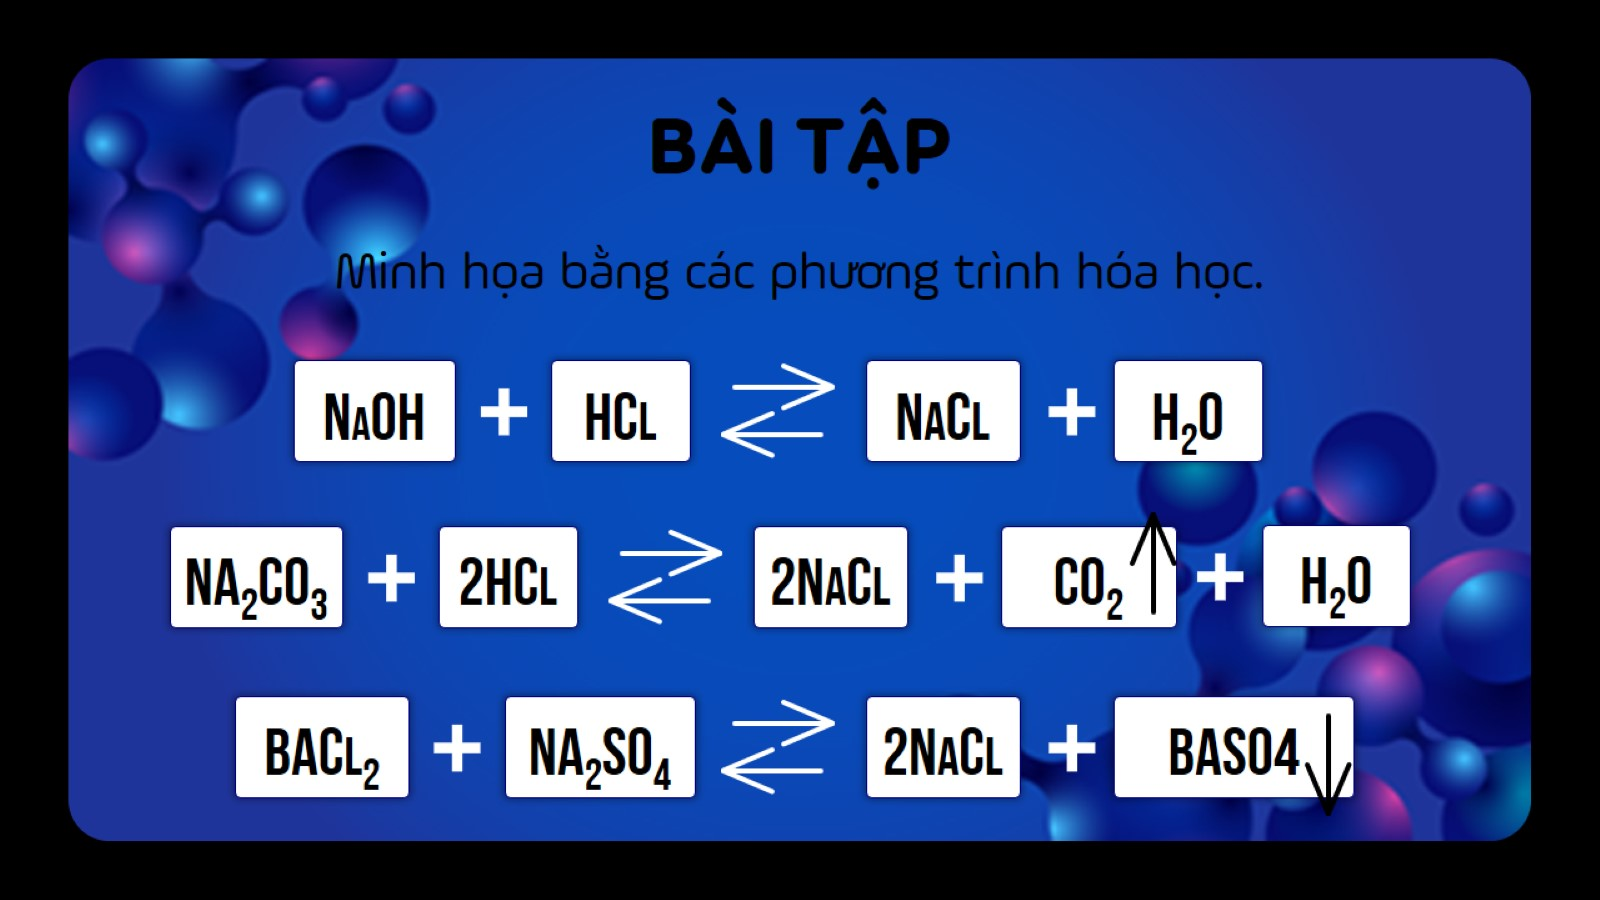 BÀI TẬP
Minh họa bằng các phương trình hóa học.
NaOH + HCl ⇄ NaCl + H₂O
NA₂CO₃ + 2HCl ⇄ 2NaCl + CO₂↑ + H₂O
BACl₂ + NA₂SO₄ ⇄ 2NaCl + BASO4↓